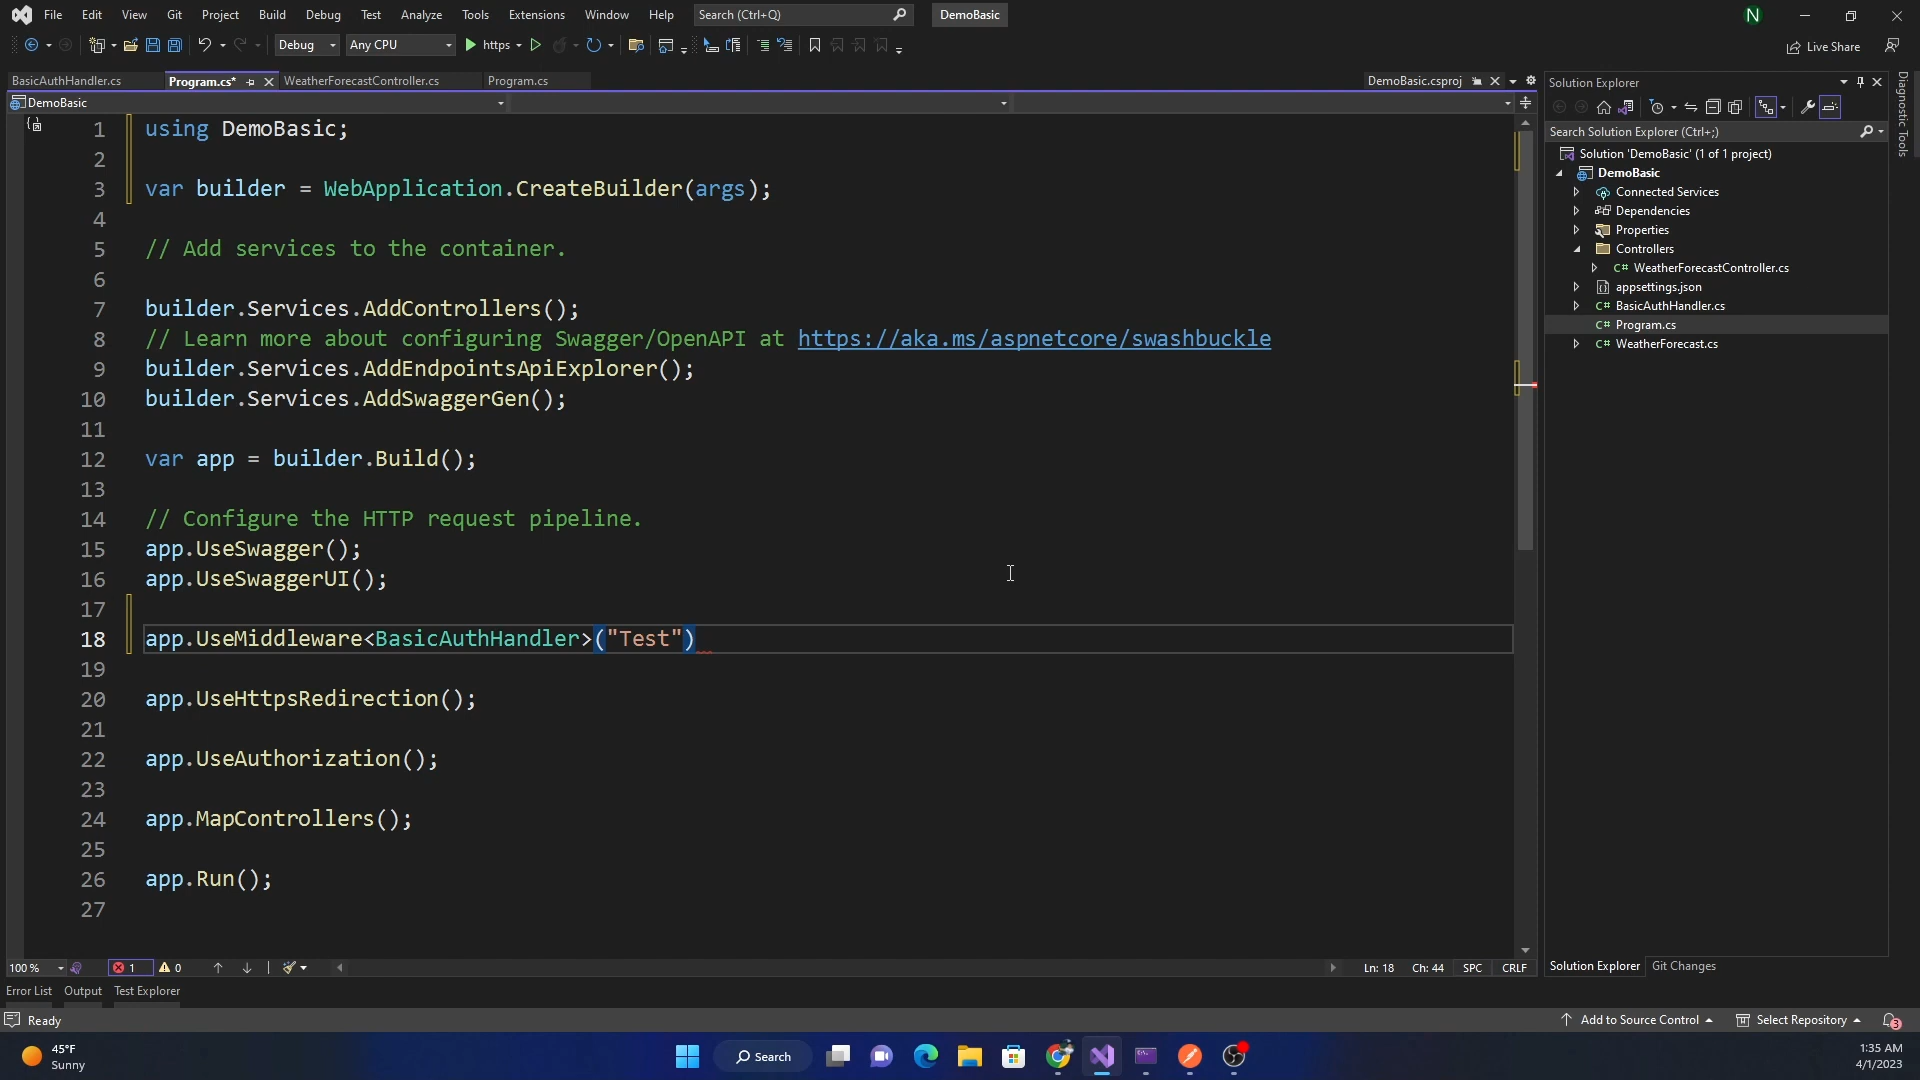 File Edit View Git Project Build Debug Test Analyze Tools Extensions Window Help Search (Ctrl+Q) DemoBasic N
Debug Any CPU https Live Share
BasicAuthHandler.cs Program.cs* WeatherForecastController.cs Program.cs DemoBasic.csproj
DemoBasic
1 using DemoBasic;
2
3 var builder = WebApplication.CreateBuilder(args);
4
5 // Add services to the container.
6
7 builder.Services.AddControllers();
8 // Learn more about configuring Swagger/OpenAPI at https://aka.ms/aspnetcore/swashbuckle
9 builder.Services.AddEndpointsApiExplorer();
10 builder.Services.AddSwaggerGen();
11
12 var app = builder.Build();
13
14 // Configure the HTTP request pipeline.
15 app.UseSwagger();
16 app.UseSwaggerUI();
17
18 app.UseMiddleware<BasicAuthHandler>("Test")
19
20 app.UseHttpsRedirection();
21
22 app.UseAuthorization();
23
24 app.MapControllers();
25
26 app.Run();
27
100 % 1 0 Ln: 18 Ch: 44 SPC CRLF
Solution Explorer
Search Solution Explorer (Ctrl+;)
Solution 'DemoBasic' (1 of 1 project)
DemoBasic
Connected Services
Dependencies
Properties
Controllers
C# WeatherForecastController.cs
appsettings.json
C# BasicAuthHandler.cs
C# Program.cs
C# WeatherForecast.cs
Solution Explorer Git Changes
Diagnostic Tools
Error List Output Test Explorer
Ready Add to Source Control Select Repository 3
45°F
Sunny
Search
1:35 AM
4/1/2023